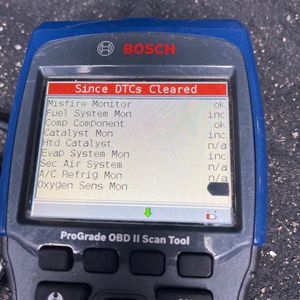 BOSCH
Since DTCs Cleared
Misfire Monitor ok
Fuel System Mon inc
Comp Component ok
Catalyst Mon inc
Htd Catalyst n/a
Evap System Mon inc
Sec Air System n/a
A/C Refrig Mon n/a
Oxygen Sens Mon
ProGrade OBD II Scan Tool